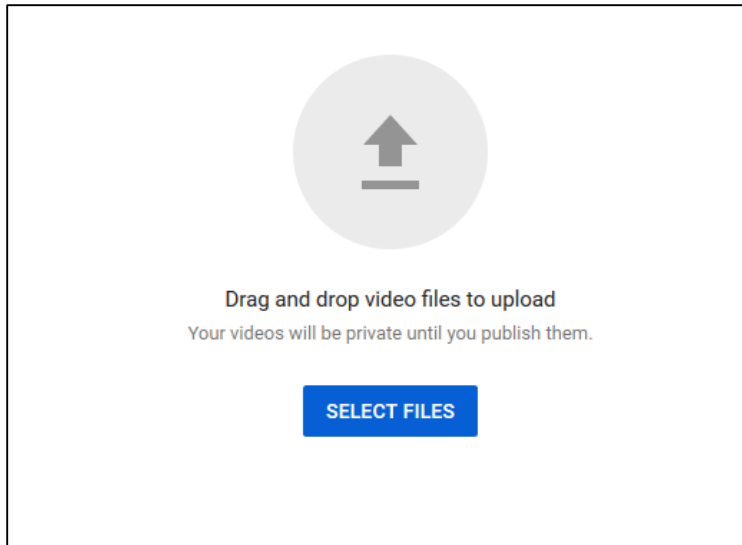 Drag and drop video files to upload
Your videos will be private until you publish them.
SELECT FILES